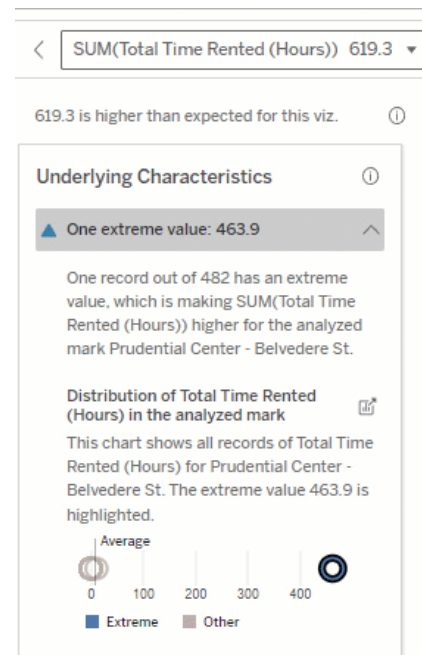 SUM(Total Time Rented (Hours)) 619.3
619.3 is higher than expected for this viz.
Underlying Characteristics
One extreme value: 463.9
One record out of 482 has an extreme
value, which is making SUM(Total Time
Rented (Hours)) higher for the analyzed
mark Prudential Center - Belvedere St.
Distribution of Total Time Rented
(Hours) in the analyzed mark
This chart shows all records of Total Time
Rented (Hours) for Prudential Center -
Belvedere St. The extreme value 463.9 is
highlighted.
Average
0 100 200 300 400
Extreme Other